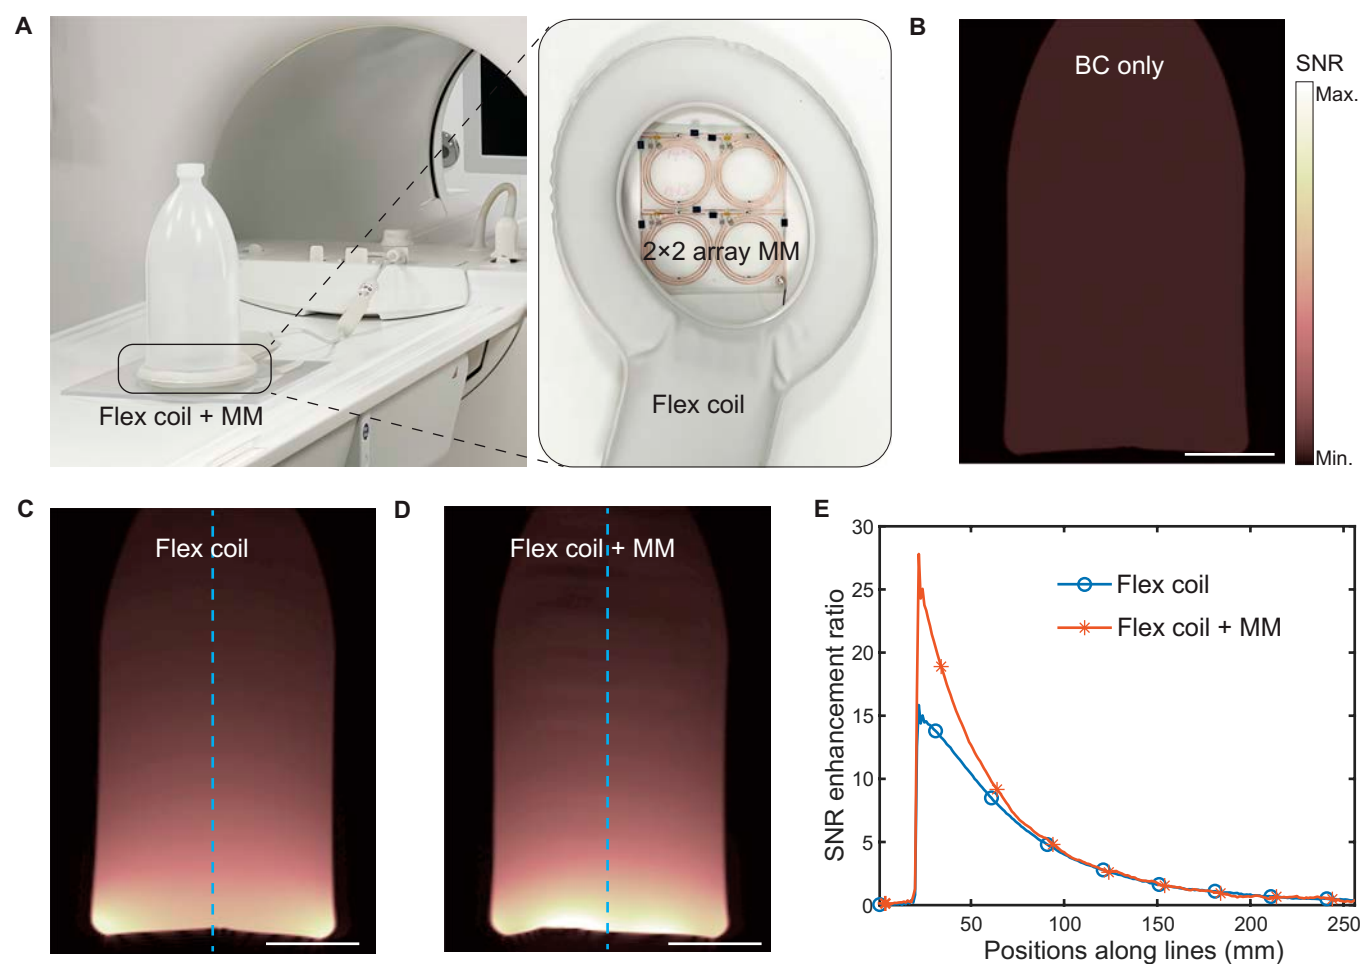 A
Flex coil + MM
2×2 array MM
Flex coil
B
BC only
SNR
Max.
Min.
C
Flex coil
D
Flex coil + MM
E
SNR enhancement ratio
30
25
20
15
10
5
0
Flex coil
Flex coil + MM
50
100
150
200
250
Positions along lines (mm)